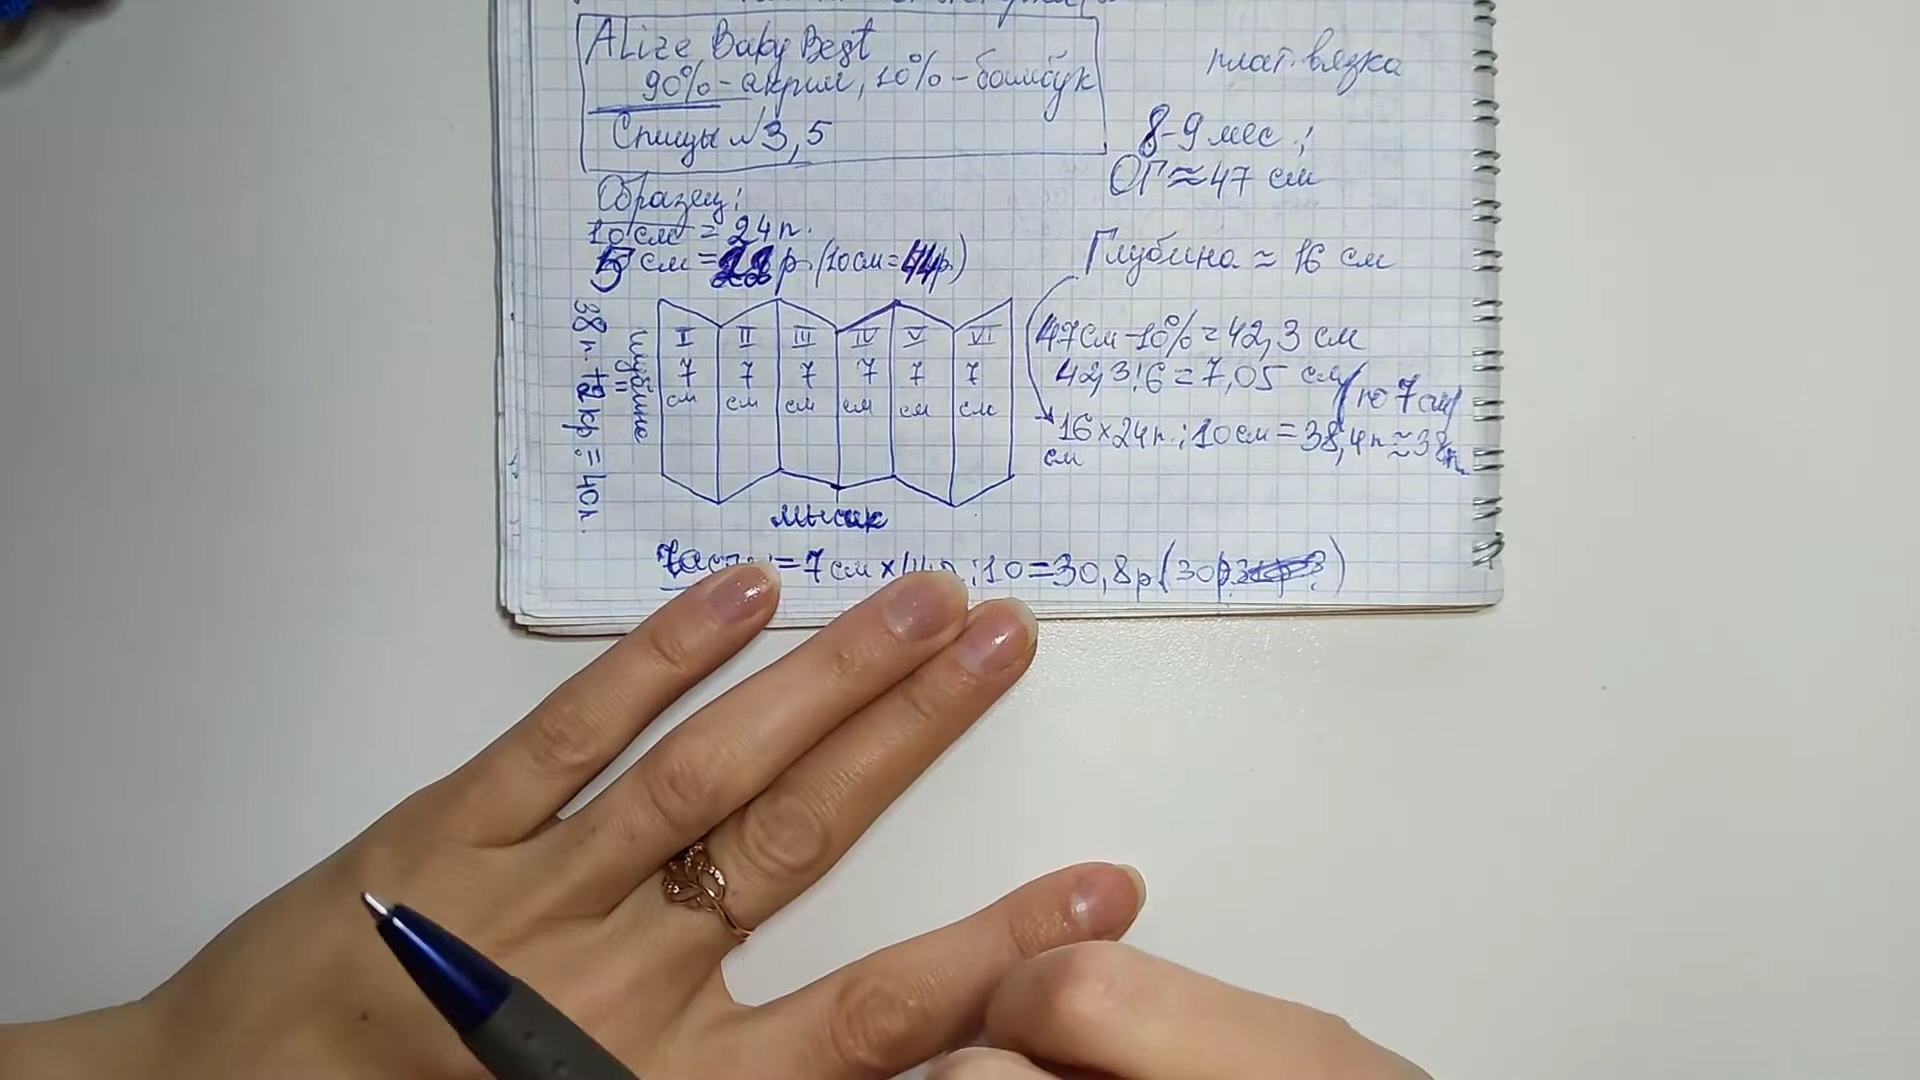 Alize Baby Best
90% - акрил, 10% - бамбук
Спицы №3,5
плат. вязка
8-9 мес.;
ОГ ≈ 47 см
Образец:
10 см = 24 п.
5 см = 22 р. (10 см = 44 р.)
Глубина ≈ 16 см
47 см - 10% = 42,3 см
42,3 : 6 = 7,05 см (по 7 см)
16 см × 24 п. : 10 см = 38,4 п ≈ 38 п.
38 п. + 2 кр. = 40 п.
глубина
I II III IV V VI
7 7 7 7 7 7
см см см см см см
мысик
= 7 см × 44 р. : 10 = 30,8 р (30 р.)